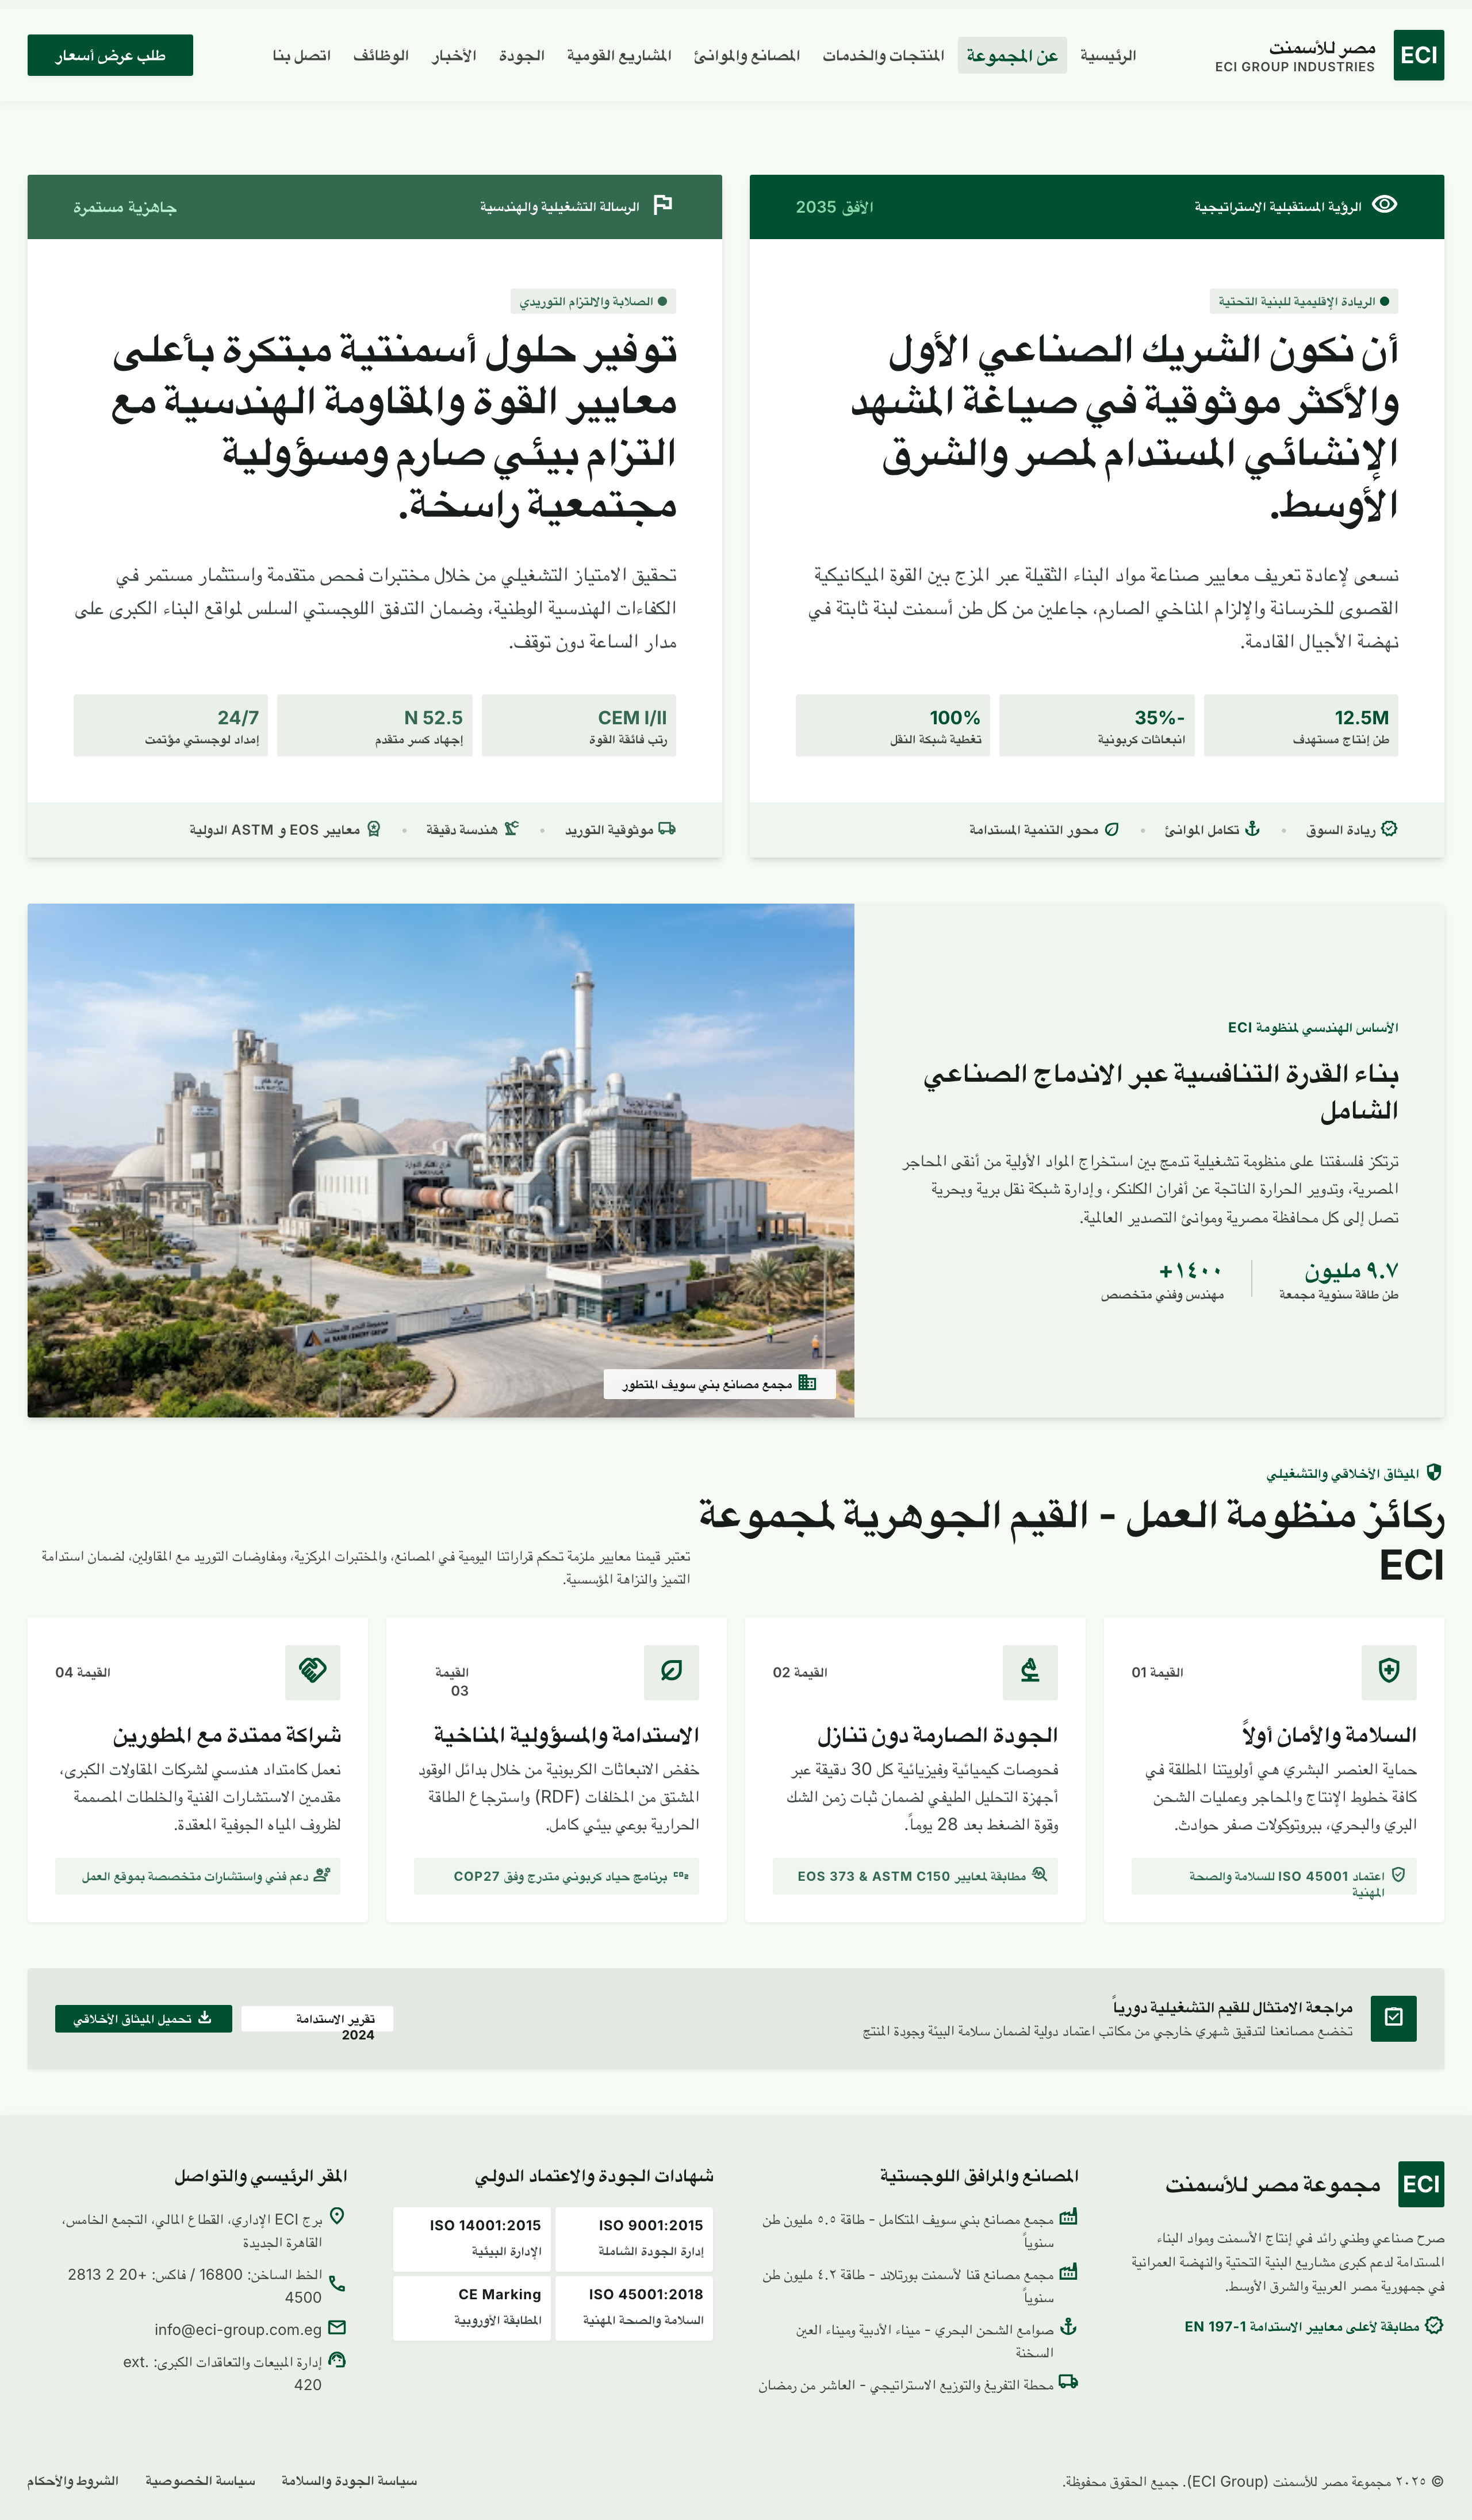 ECI
مصر للأسمنت
ECI GROUP INDUSTRIES
الرئيسية
عن المجموعة
المنتجات والخدمات
المصانع والموانئ
المشاريع القومية
الجودة
الأخبار
الوظائف
اتصل بنا
طلب عرض أسعار
الرؤية المستقبلية الاستراتيجية
الأفق 2035
الريادة الإقليمية للبنية التحتية
أن نكون الشريك الصناعي الأول
والأكثر موثوقية في صياغة المشهد
الإنشائي المستدام لمصر والشرق
الأوسط.
نسعى لإعادة تعريف معايير صناعة مواد البناء الثقيلة عبر المزج بين القوة الميكانيكية
القصوى للخرسانة والإلزام المناخي الصارم، جاعلين من كل طن أسمنت لبنة ثابتة في
نهضة الأجيال القادمة.
12.5M
طن إنتاج مستهدف
35%-
انبعاثات كربونية
100%
تغطية شبكة النقل
ريادة السوق
تكامل الموانئ
محور التنمية المستدامة
الرسالة التشغيلية والهندسية
جاهزية مستمرة
الصلابة والالتزام التوريدي
توفير حلول أسمنتية مبتكرة بأعلى
معايير القوة والمقاومة الهندسية مع
التزام بيئي صارم ومسؤولية
مجتمعية راسخة.
تحقيق الامتياز التشغيلي من خلال مختبرات فحص متقدمة واستثمار مستمر في
الكفاءات الهندسية الوطنية، وضمان التدفق اللوجستي السلس لمواقع البناء الكبرى على
مدار الساعة دون توقف.
CEM I/II
رتب فائقة القوة
52.5 N
إجهاد كسر متقدم
24/7
إمداد لوجستي مؤتمت
موثوقية التوريد
هندسة دقيقة
معايير EOS و ASTM الدولية
الأساس الهندسي لمنظومة ECI
بناء القدرة التنافسية عبر الاندماج الصناعي
الشامل
ترتكز فلسفتنا على منظومة تشغيلية تدمج بين استخراج المواد الأولية من أنقى المحاجر
المصرية، وتدوير الحرارة الناتجة عن أفران الكلنكر، وإدارة شبكة نقل برية وبحرية
تصل إلى كل محافظة مصرية وموانئ التصدير العالمية.
٩.٧ مليون
طن طاقة سنوية مجمعة
١٤٠٠+
مهندس وفني متخصص
مجمع مصانع بني سويف المتطور
الميثاق الأخلاقي والتشغيلي
ركائز منظومة العمل - القيم الجوهرية لمجموعة
ECI
تعتبر قيمنا معايير ملزمة تحكم قراراتنا اليومية في المصانع، والمختبرات المركزية، ومفاوضات التوريد مع المقاولين، لضمان استدامة
التميز والنزاهة المؤسسية.
القيمة 01
السلامة والأمان أولاً
حماية العنصر البشري هي أولويتنا المطلقة في
كافة خطوط الإنتاج والمحاجر وعمليات الشحن
البري والبحري، ببروتوكولات صفر حوادث.
اعتماد ISO 45001 للسلامة والصحة
المهنية
القيمة 02
الجودة الصارمة دون تنازل
فحوصات كيميائية وفيزيائية كل 30 دقيقة عبر
أجهزة التحليل الطيفي لضمان ثبات زمن الشك
وقوة الضغط بعد 28 يوماً.
مطابقة لمعايير EOS 373 & ASTM C150
القيمة
03
الاستدامة والمسؤولية المناخية
خفض الانبعاثات الكربونية من خلال بدائل الوقود
المشتق من المخلفات (RDF) واسترجاع الطاقة
الحرارية بوعي بيئي كامل.
برنامج حياد كربوني متدرج وفق COP27
القيمة 04
شراكة ممتدة مع المطورين
نعمل كامتداد هندسي لشركات المقاولات الكبرى،
مقدمين الاستشارات الفنية والخلطات المصممة
لظروف المياه الجوفية المعقدة.
دعم فني واستشارات متخصصة بموقع العمل
مراجعة الامتثال للقيم التشغيلية دورياً
تخضع مصانعنا لتدقيق شهري خارجي من مكاتب اعتماد دولية لضمان سلامة البيئة وجودة المنتج
تقرير الاستدامة
2024
تحميل الميثاق الأخلاقي
ECI
مجموعة مصر للأسمنت
صرح صناعي وطني رائد في إنتاج الأسمنت ومواد البناء
المستدامة لدعم كبرى مشاريع البنية التحتية والنهضة العمرانية
في جمهورية مصر العربية والشرق الأوسط.
مطابقة لأعلى معايير الاستدامة EN 197-1
المصانع والمرافق اللوجستية
مجمع مصانع بني سويف المتكامل - طاقة ٥.٥ مليون طن
سنوياً
مجمع مصانع قنا لأسمنت بورتلاند - طاقة ٤.٢ مليون طن
سنوياً
صوامع الشحن البحري - ميناء الأدبية وميناء العين
السخنة
محطة التفريغ والتوزيع الاستراتيجي - العاشر من رمضان
شهادات الجودة والاعتماد الدولي
ISO 9001:2015
إدارة الجودة الشاملة
ISO 14001:2015
الإدارة البيئية
ISO 45001:2018
السلامة والصحة المهنية
CE Marking
المطابقة الأوروبية
المقر الرئيسي والتواصل
برج ECI الإداري، القطاع المالي، التجمع الخامس،
القاهرة الجديدة
الخط الساخن: 16800 / فاكس: +20 2 2813
4500
info@eci-group.com.eg
إدارة المبيعات والتعاقدات الكبرى: ext.
420
© ٢٠٢٥ مجموعة مصر للأسمنت (ECI Group). جميع الحقوق محفوظة.
سياسة الجودة والسلامة
سياسة الخصوصية
الشروط والأحكام